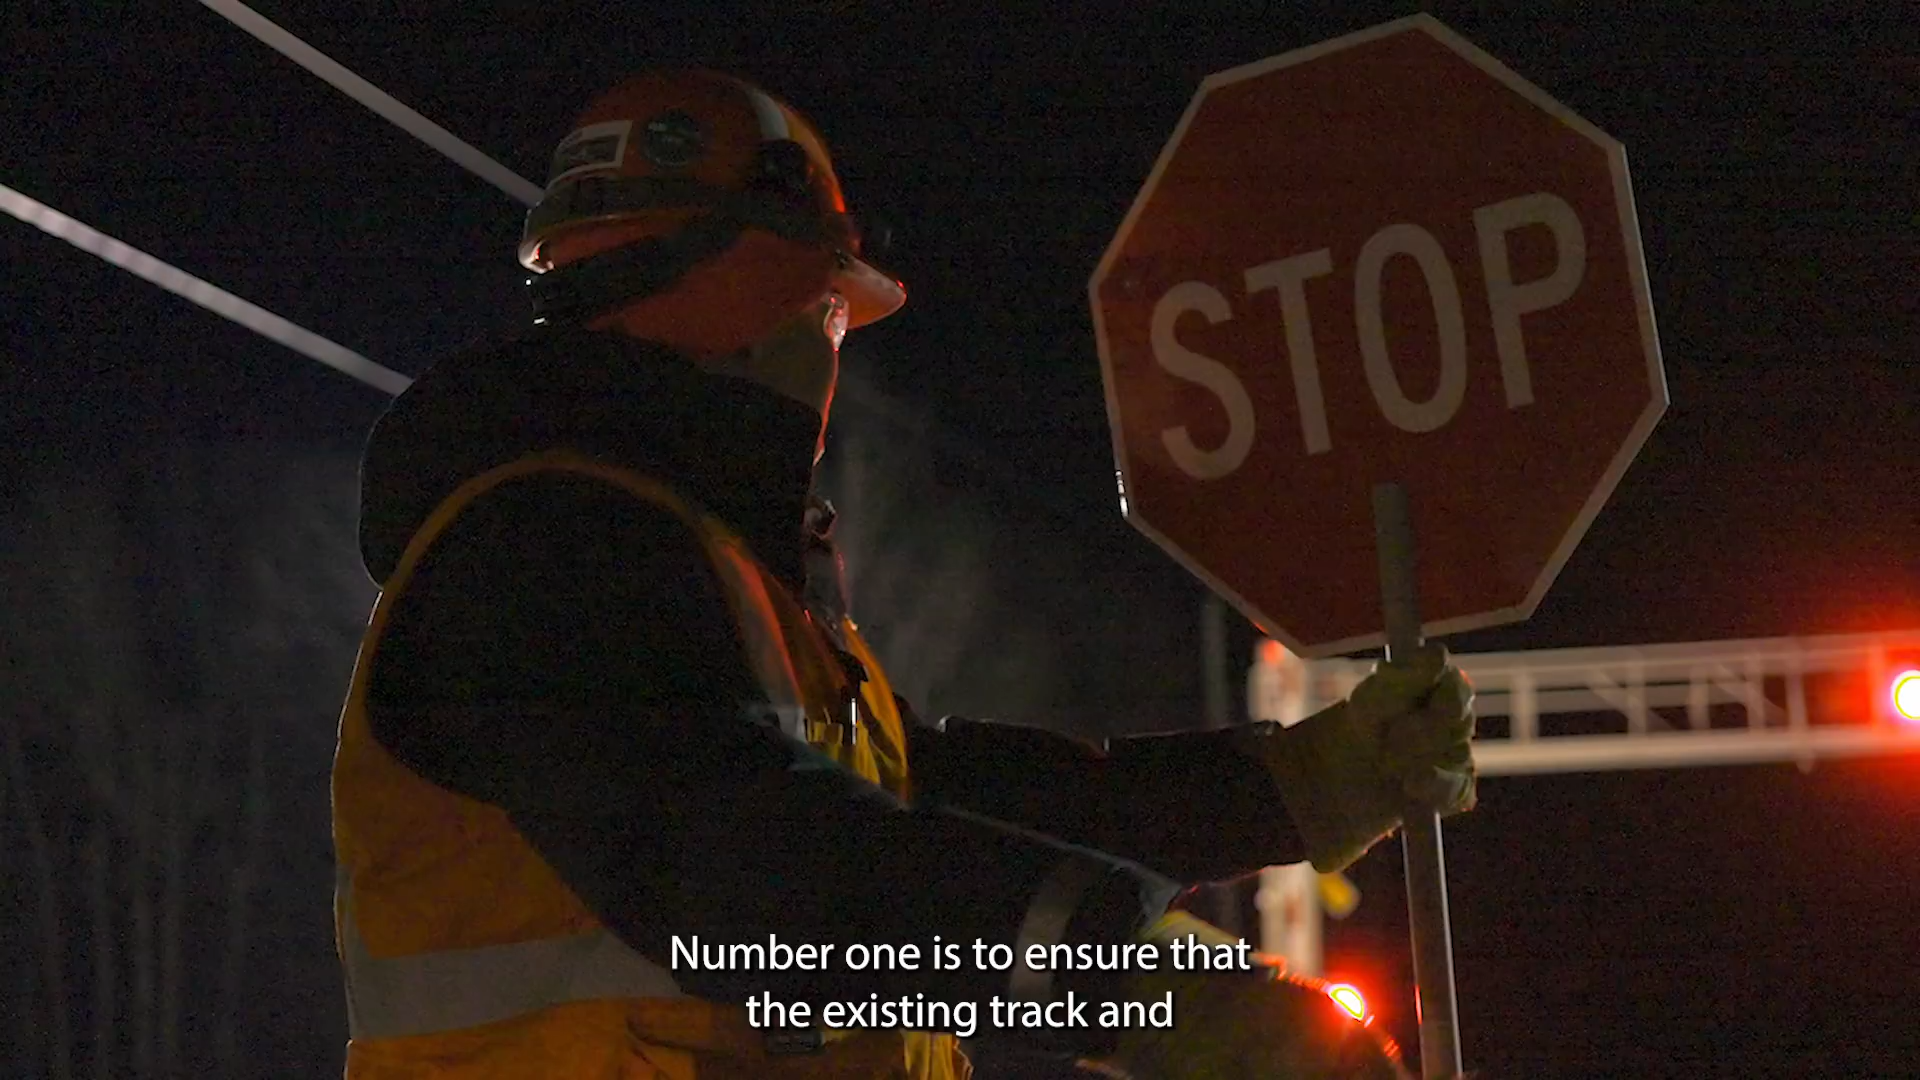 STOP
Number one is to ensure that
the existing track and